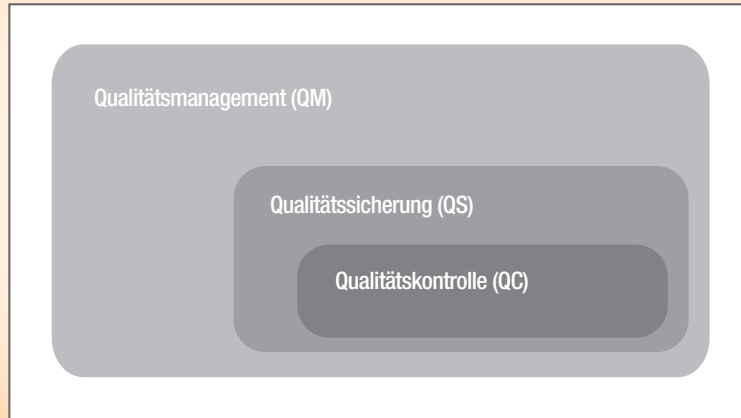 Qualitätsmanagement (QM)
Qualitätssicherung (QS)
Qualitätskontrolle (QC)